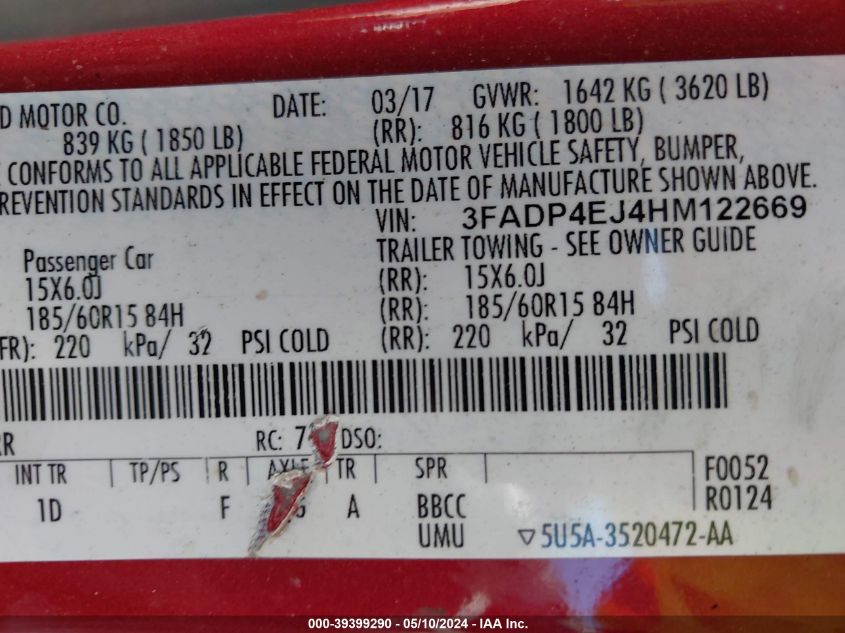 D MOTOR CO. DATE: 03/17 GVWR: 1642 KG ( 3620 LB)
839 KG ( 1850 LB) (RR): 816 KG ( 1800 LB)
CONFORMS TO ALL APPLICABLE FEDERAL MOTOR VEHICLE SAFETY, BUMPER,
REVENTION STANDARDS IN EFFECT ON THE DATE OF MANUFACTURE SHOWN ABOVE.
VIN: 3FADP4EJ4HM122669
Passenger Car TRAILER TOWING - SEE OWNER GUIDE
15X6.0J (RR): 15X6.0J
185/60R15 84H (RR): 185/60R15 84H
FR): 220 kPa/ 32 PSI COLD (RR): 220 kPa/ 32 PSI COLD
RR RC: 7 DSO:
INT TR TP/PS R AXLE TR SPR F0052
1D F G A BBCC R0124
UMU 5U5A-3520472-AA
000-39399290 - 05/10/2024 - IAA Inc.